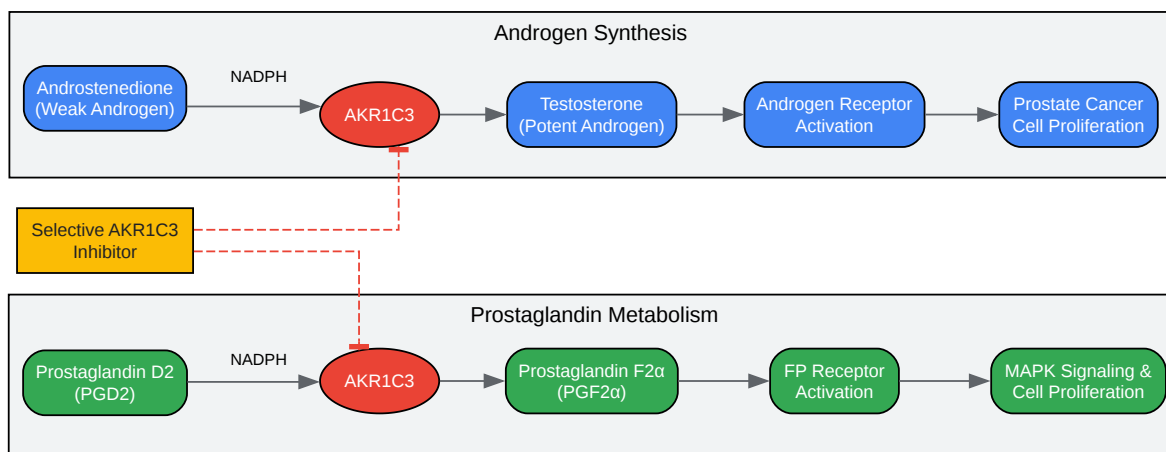 Androgen Synthesis
Androstenedione
(Weak Androgen)
NADPH
AKR1C3
Testosterone
(Potent Androgen)
Androgen Receptor
Activation
Prostate Cancer
Cell Proliferation
Selective AKR1C3
Inhibitor
Prostaglandin Metabolism
Prostaglandin D2
(PGD2)
NADPH
AKR1C3
Prostaglandin F2α
(PGF2α)
FP Receptor
Activation
MAPK Signaling &
Cell Proliferation